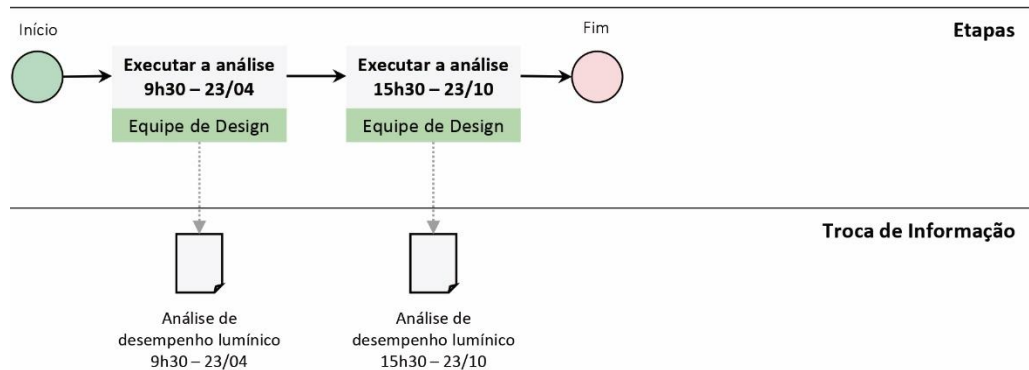 Início
Fim
Etapas
Executar a análise
9h30 – 23/04
Equipe de Design
Executar a análise
15h30 – 23/10
Equipe de Design
Troca de Informação
Análise de
desempenho lumínico
9h30 – 23/04
Análise de
desempenho lumínico
15h30 – 23/10